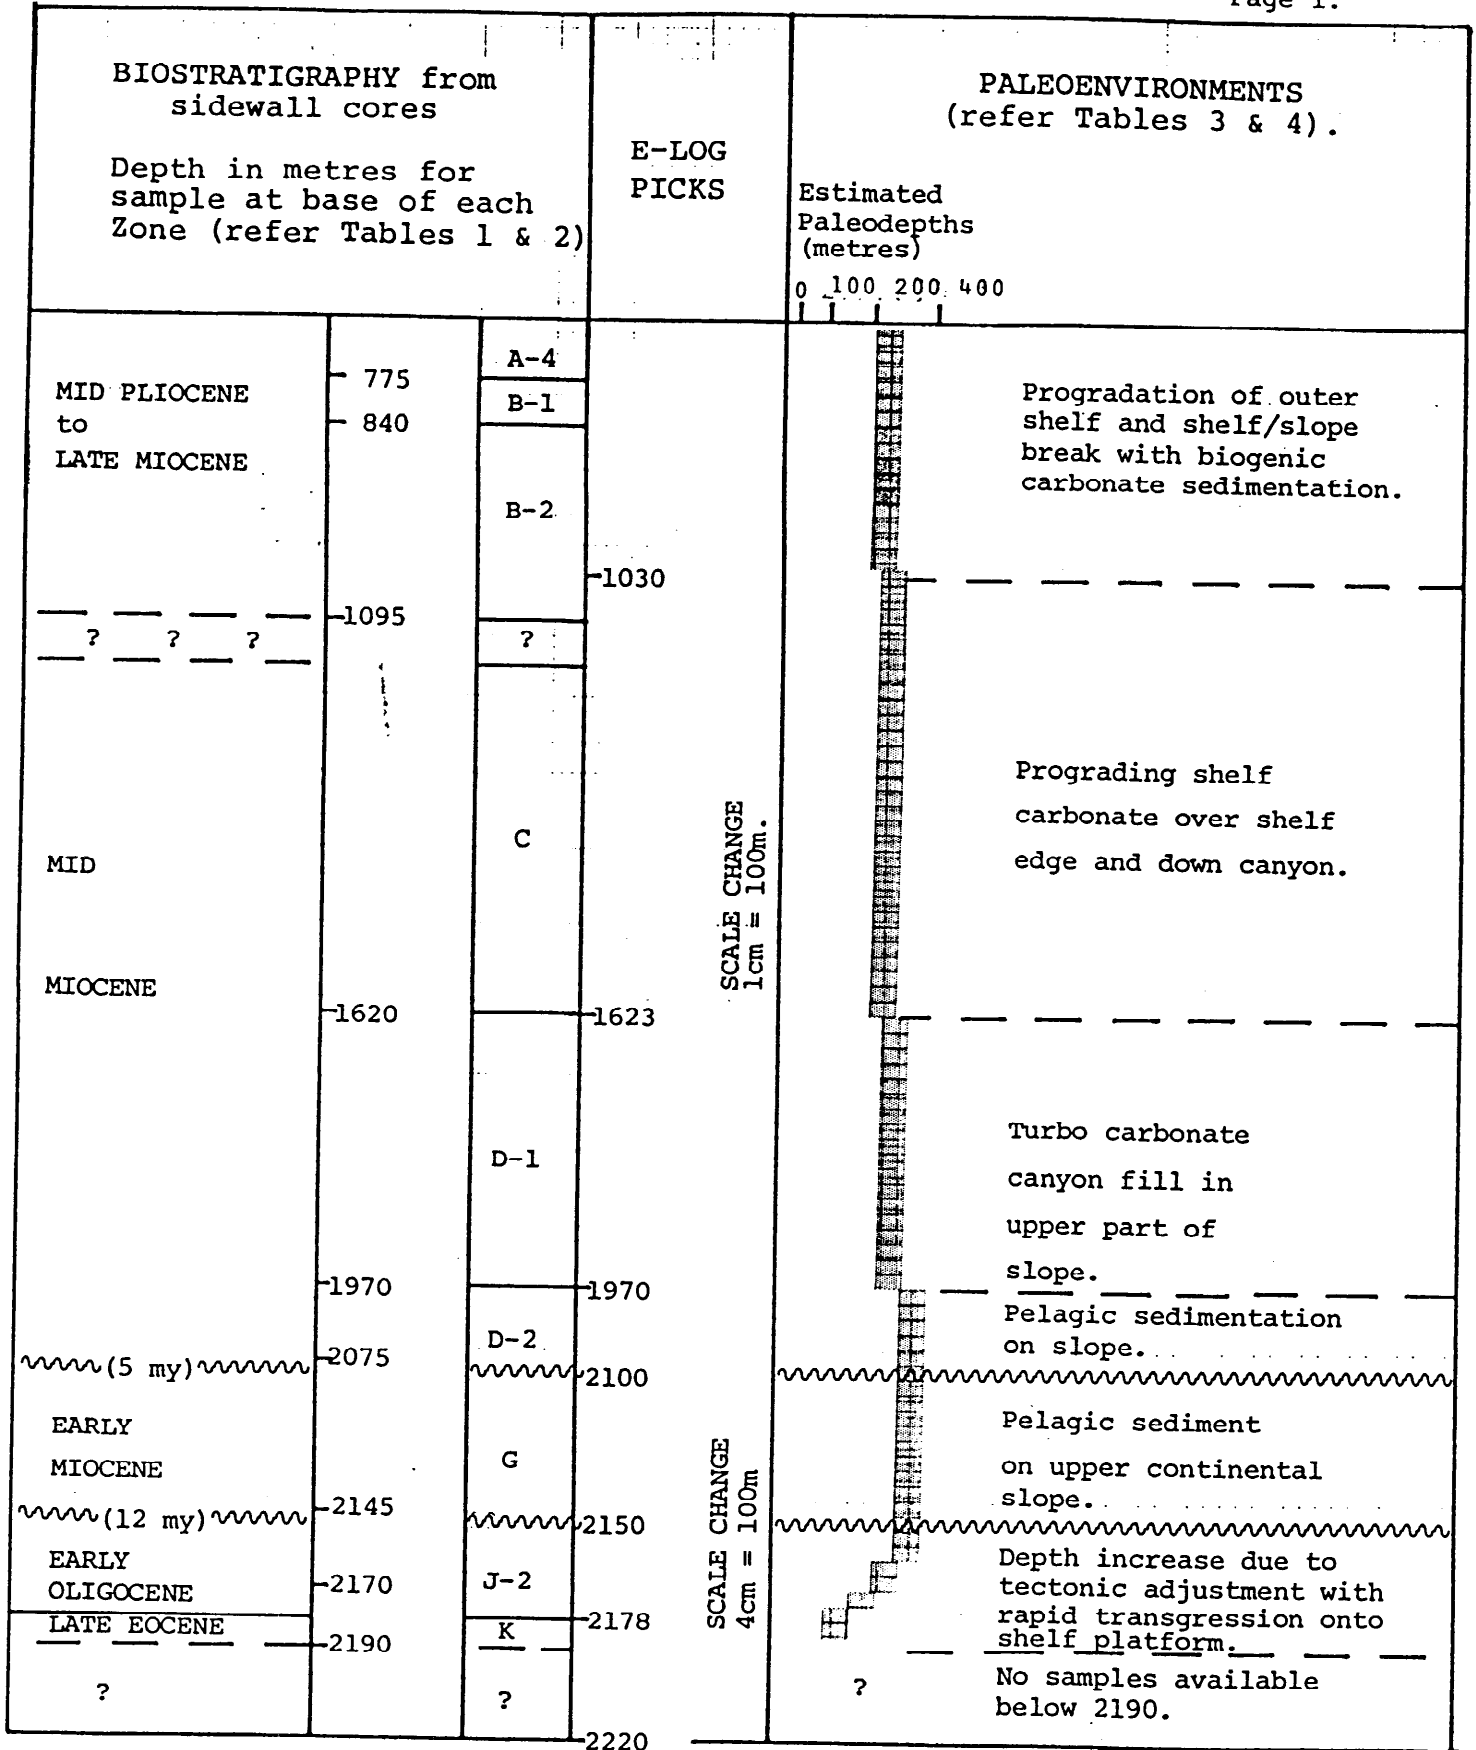 Page 1.
BIOSTRATIGRAPHY from
sidewall cores
Depth in metres for
sample at base of each
Zone (refer Tables 1 & 2)
E-LOG
PICKS
PALEOENVIRONMENTS
(refer Tables 3 & 4).
Estimated
Paleodepths
(metres)
0 100 200 400
MID PLIOCENE
to
LATE MIOCENE
? ? ?
MID
MIOCENE
(5 my)
EARLY
MIOCENE
(12 my)
EARLY
OLIGOCENE
LATE EOCENE
?
775
840
1095
1620
1970
2075
2145
2170
2190
A-4
B-1
B-2
?
C
D-1
D-2
G
J-2
K
?
1030
1623
1970
2100
2150
2178
2220
SCALE CHANGE
1cm = 100m.
SCALE CHANGE
4cm = 100m
Progradation of outer
shelf and shelf/slope
break with biogenic
carbonate sedimentation.
Prograding shelf
carbonate over shelf
edge and down canyon.
Turbo carbonate
canyon fill in
upper part of
slope.
Pelagic sedimentation
on slope.
Pelagic sediment
on upper continental
slope.
Depth increase due to
tectonic adjustment with
rapid transgression onto
shelf platform.
?
No samples available
below 2190.